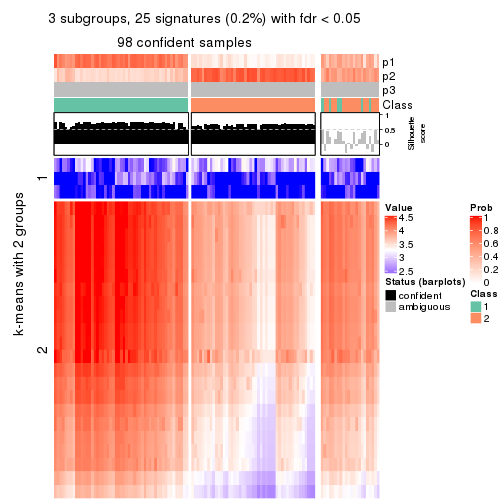 3 subgroups, 25 signatures (0.2%) with fdr < 0.05
98 confident samples
p1
p2
p3
Class
1
0.5
0
Silhouette
score
k-means with 2 groups
1
2
Value
4.5
4
3.5
3
2.5
Prob
1
0.8
0.6
0.4
0.2
0
Status (barplots)
confident
ambiguous
Class
1
2